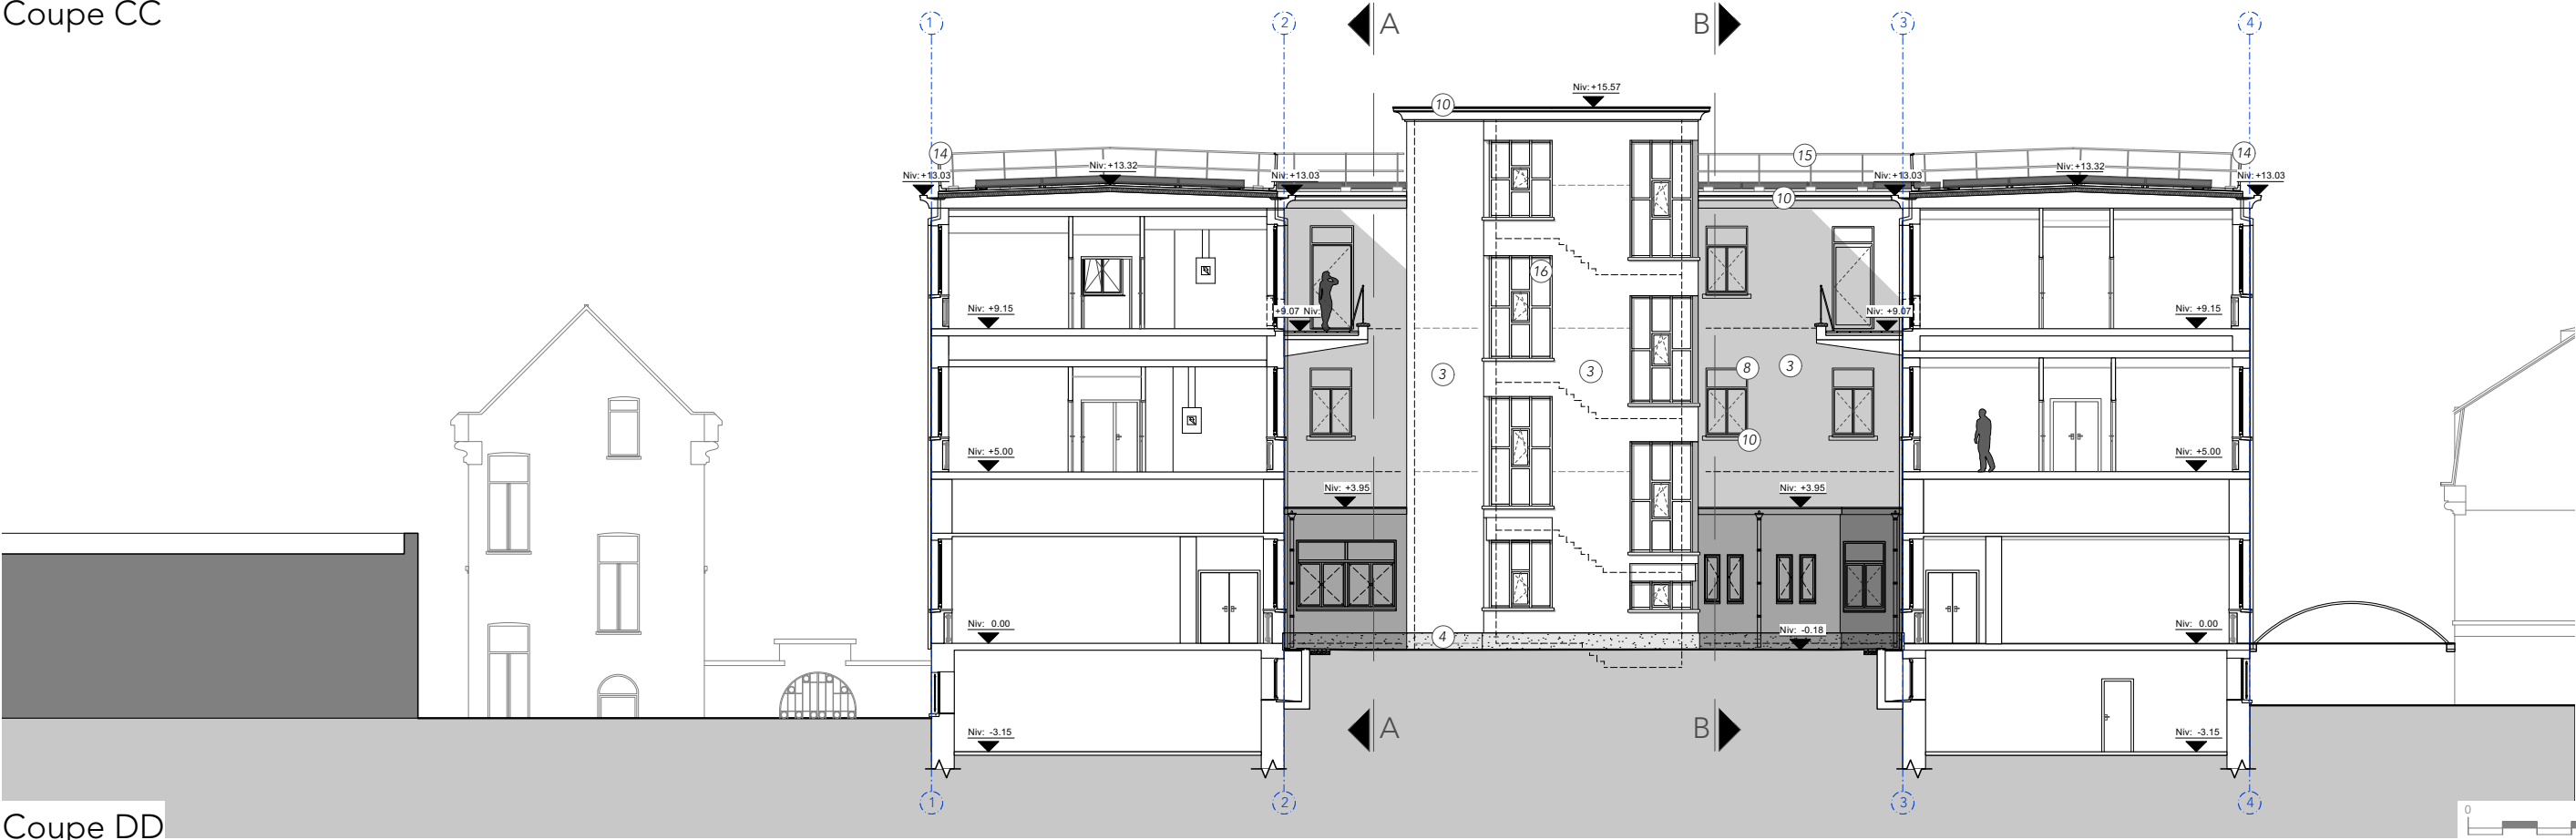 Coupe CC
1 2 A B 3 4
Niv: +15.57
10
14 15 14
Niv: +13.32 Niv: +13.32
Niv: +13.03 Niv: +13.03 Niv: +13.03 Niv: +13.03
10
16
Niv: +9.15 +9.07 Niv: Niv: +9.07 Niv: +9.15
3 3 8 3
10
Niv: +5.00 Niv: +5.00
Niv: +3.95 Niv: +3.95
Niv: 0.00 4 Niv: -0.18 Niv: 0.00
A B
Niv: -3.15 Niv: -3.15
1 2 3 4
0
Coupe DD